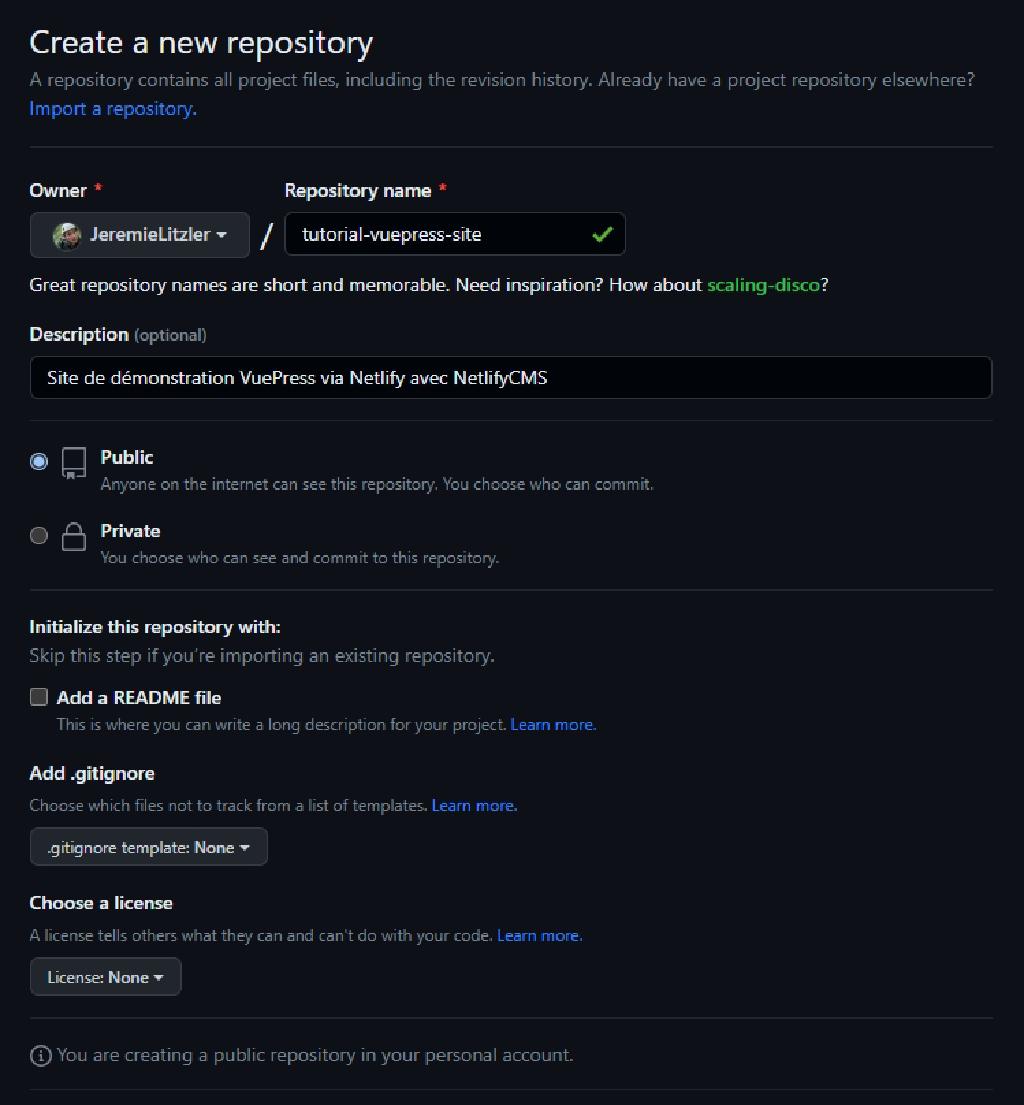 Create a new repository
A repository contains all project files, including the revision history. Already have a project repository elsewhere?
Import a repository.
Owner * Repository name *
JeremieLitzler / tutorial-vuepress-site
Great repository names are short and memorable. Need inspiration? How about scaling-disco?
Description (optional)
Site de démonstration VuePress via Netlify avec NetlifyCMS
Public
Anyone on the internet can see this repository. You choose who can commit.
Private
You choose who can see and commit to this repository.
Initialize this repository with:
Skip this step if you're importing an existing repository.
Add a README file
This is where you can write a long description for your project. Learn more.
Add .gitignore
Choose which files not to track from a list of templates. Learn more.
.gitignore template: None
Choose a license
A license tells others what they can and can't do with your code. Learn more.
License: None
You are creating a public repository in your personal account.